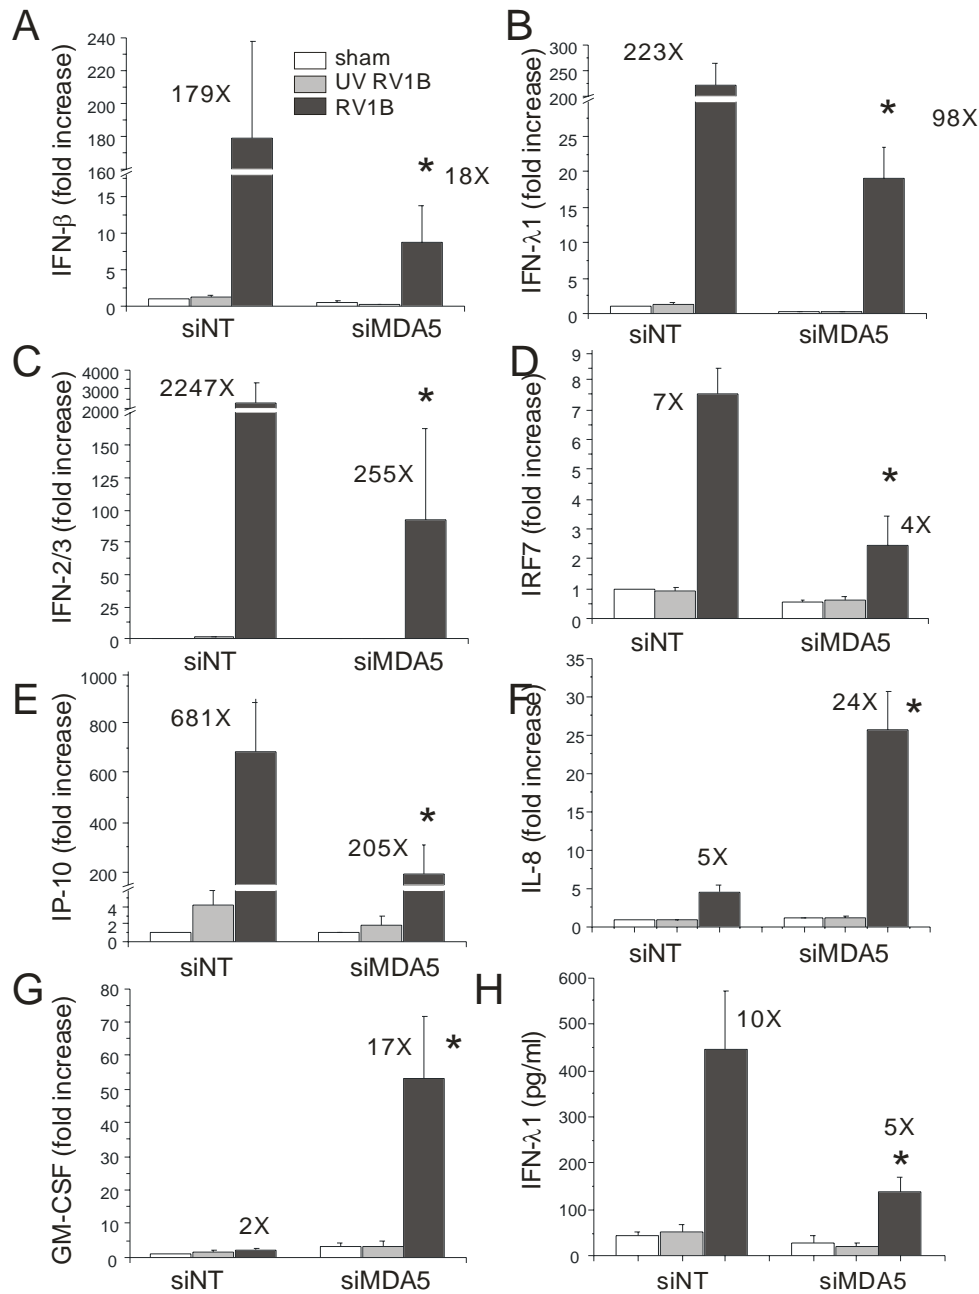 A
IFN-β (fold increase)
240
220
200
180
160
15
10
5
0
179X
sham
UV RV1B
RV1B
*
18X
siNT
siMDA5
B
IFN-λ1 (fold increase)
300
250
200
25
20
15
10
5
0
223X
*
98X
siNT
siMDA5
C
IFN-2/3 (fold increase)
4000
3000
2000
150
125
100
75
50
25
0
2247X
*
255X
siNT
siMDA5
D
IRF7 (fold increase)
9
8
7
6
5
4
3
2
1
0
7X
*
4X
siNT
siMDA5
E
IP-10 (fold increase)
1000
800
600
400
200
4
2
0
681X
*
205X
siNT
siMDA5
F
IL-8 (fold increase)
35
30
25
20
15
10
5
0
5X
24X
*
siNT
siMDA5
G
GM-CSF (fold increase)
80
70
60
50
40
30
20
10
0
2X
17X
*
siNT
siMDA5
H
IFN-λ1 (pg/ml)
600
500
400
300
200
100
0
10X
5X
*
siNT
siMDA5